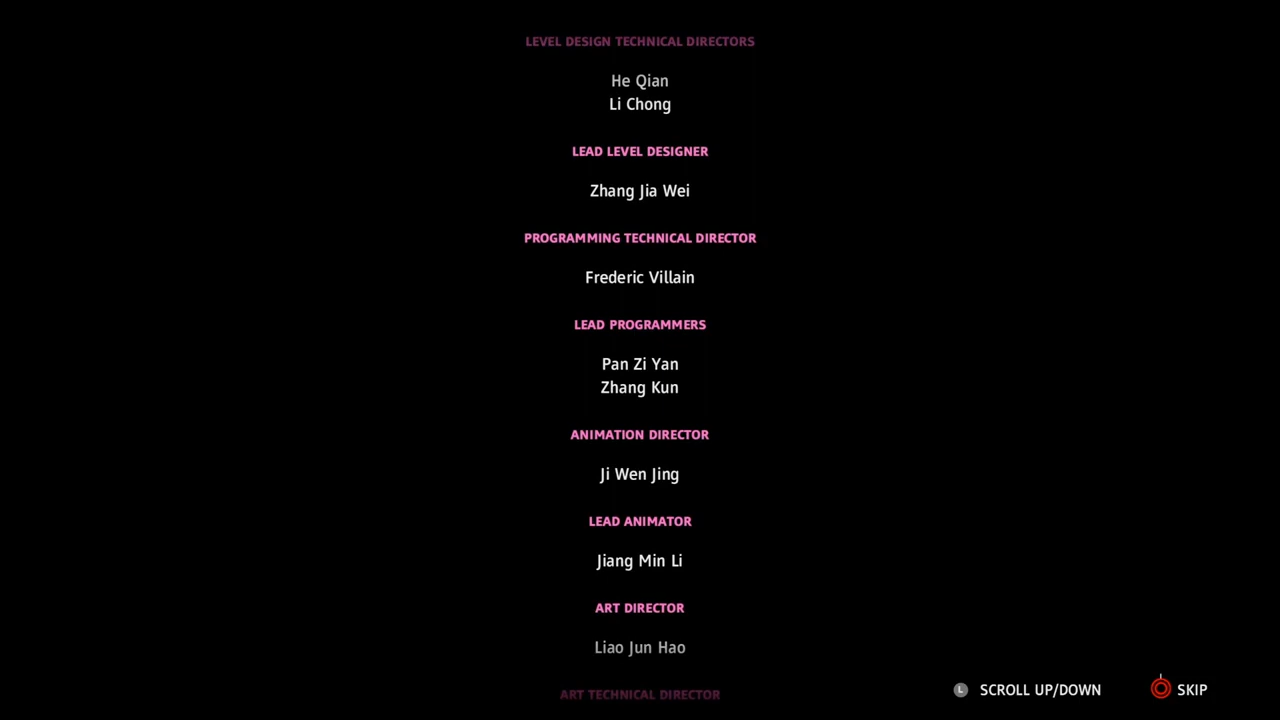 LEVEL DESIGN TECHNICAL DIRECTORS
He Qian
Li Chong
LEAD LEVEL DESIGNER
Zhang Jia Wei
PROGRAMMING TECHNICAL DIRECTOR
Frederic Villain
LEAD PROGRAMMERS
Pan Zi Yan
Zhang Kun
ANIMATION DIRECTOR
Ji Wen Jing
LEAD ANIMATOR
Jiang Min Li
ART DIRECTOR
Liao Jun Hao
ART TECHNICAL DIRECTOR
L SCROLL UP/DOWN SKIP